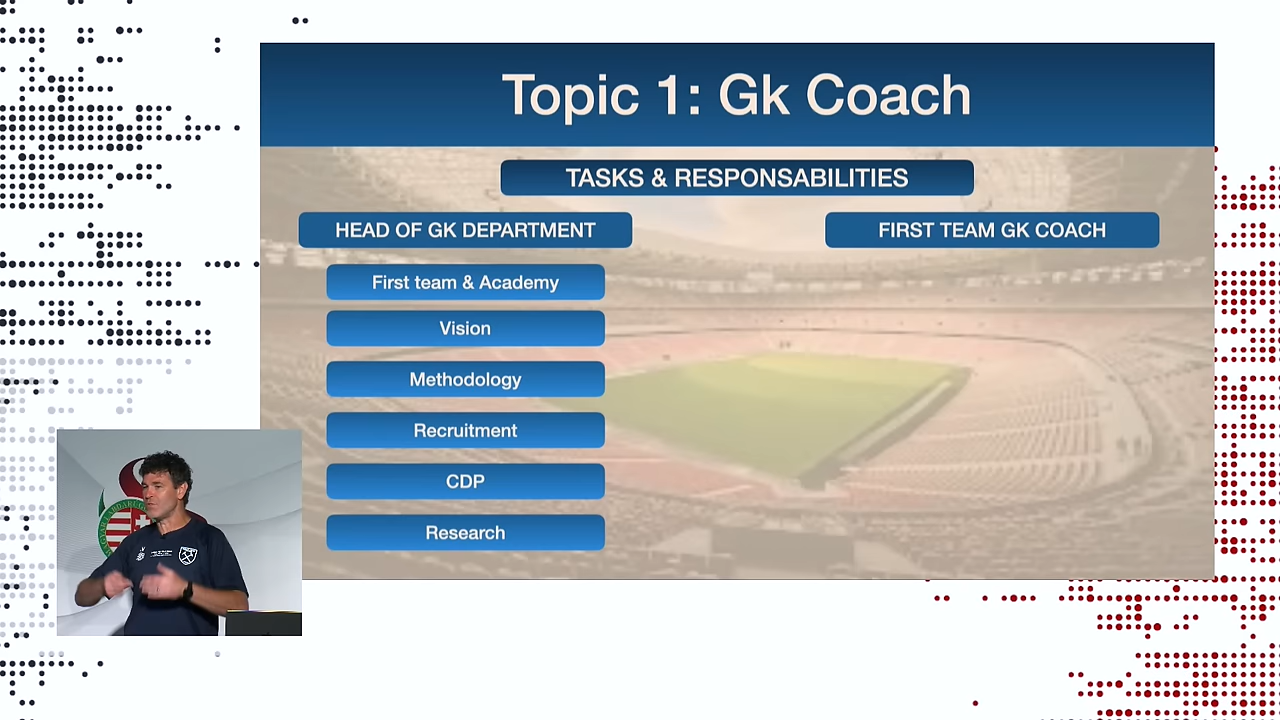 Topic 1: Gk Coach
TASKS & RESPONSABILITIES
HEAD OF GK DEPARTMENT
FIRST TEAM GK COACH
First team & Academy
Vision
Methodology
Recruitment
CDP
Research